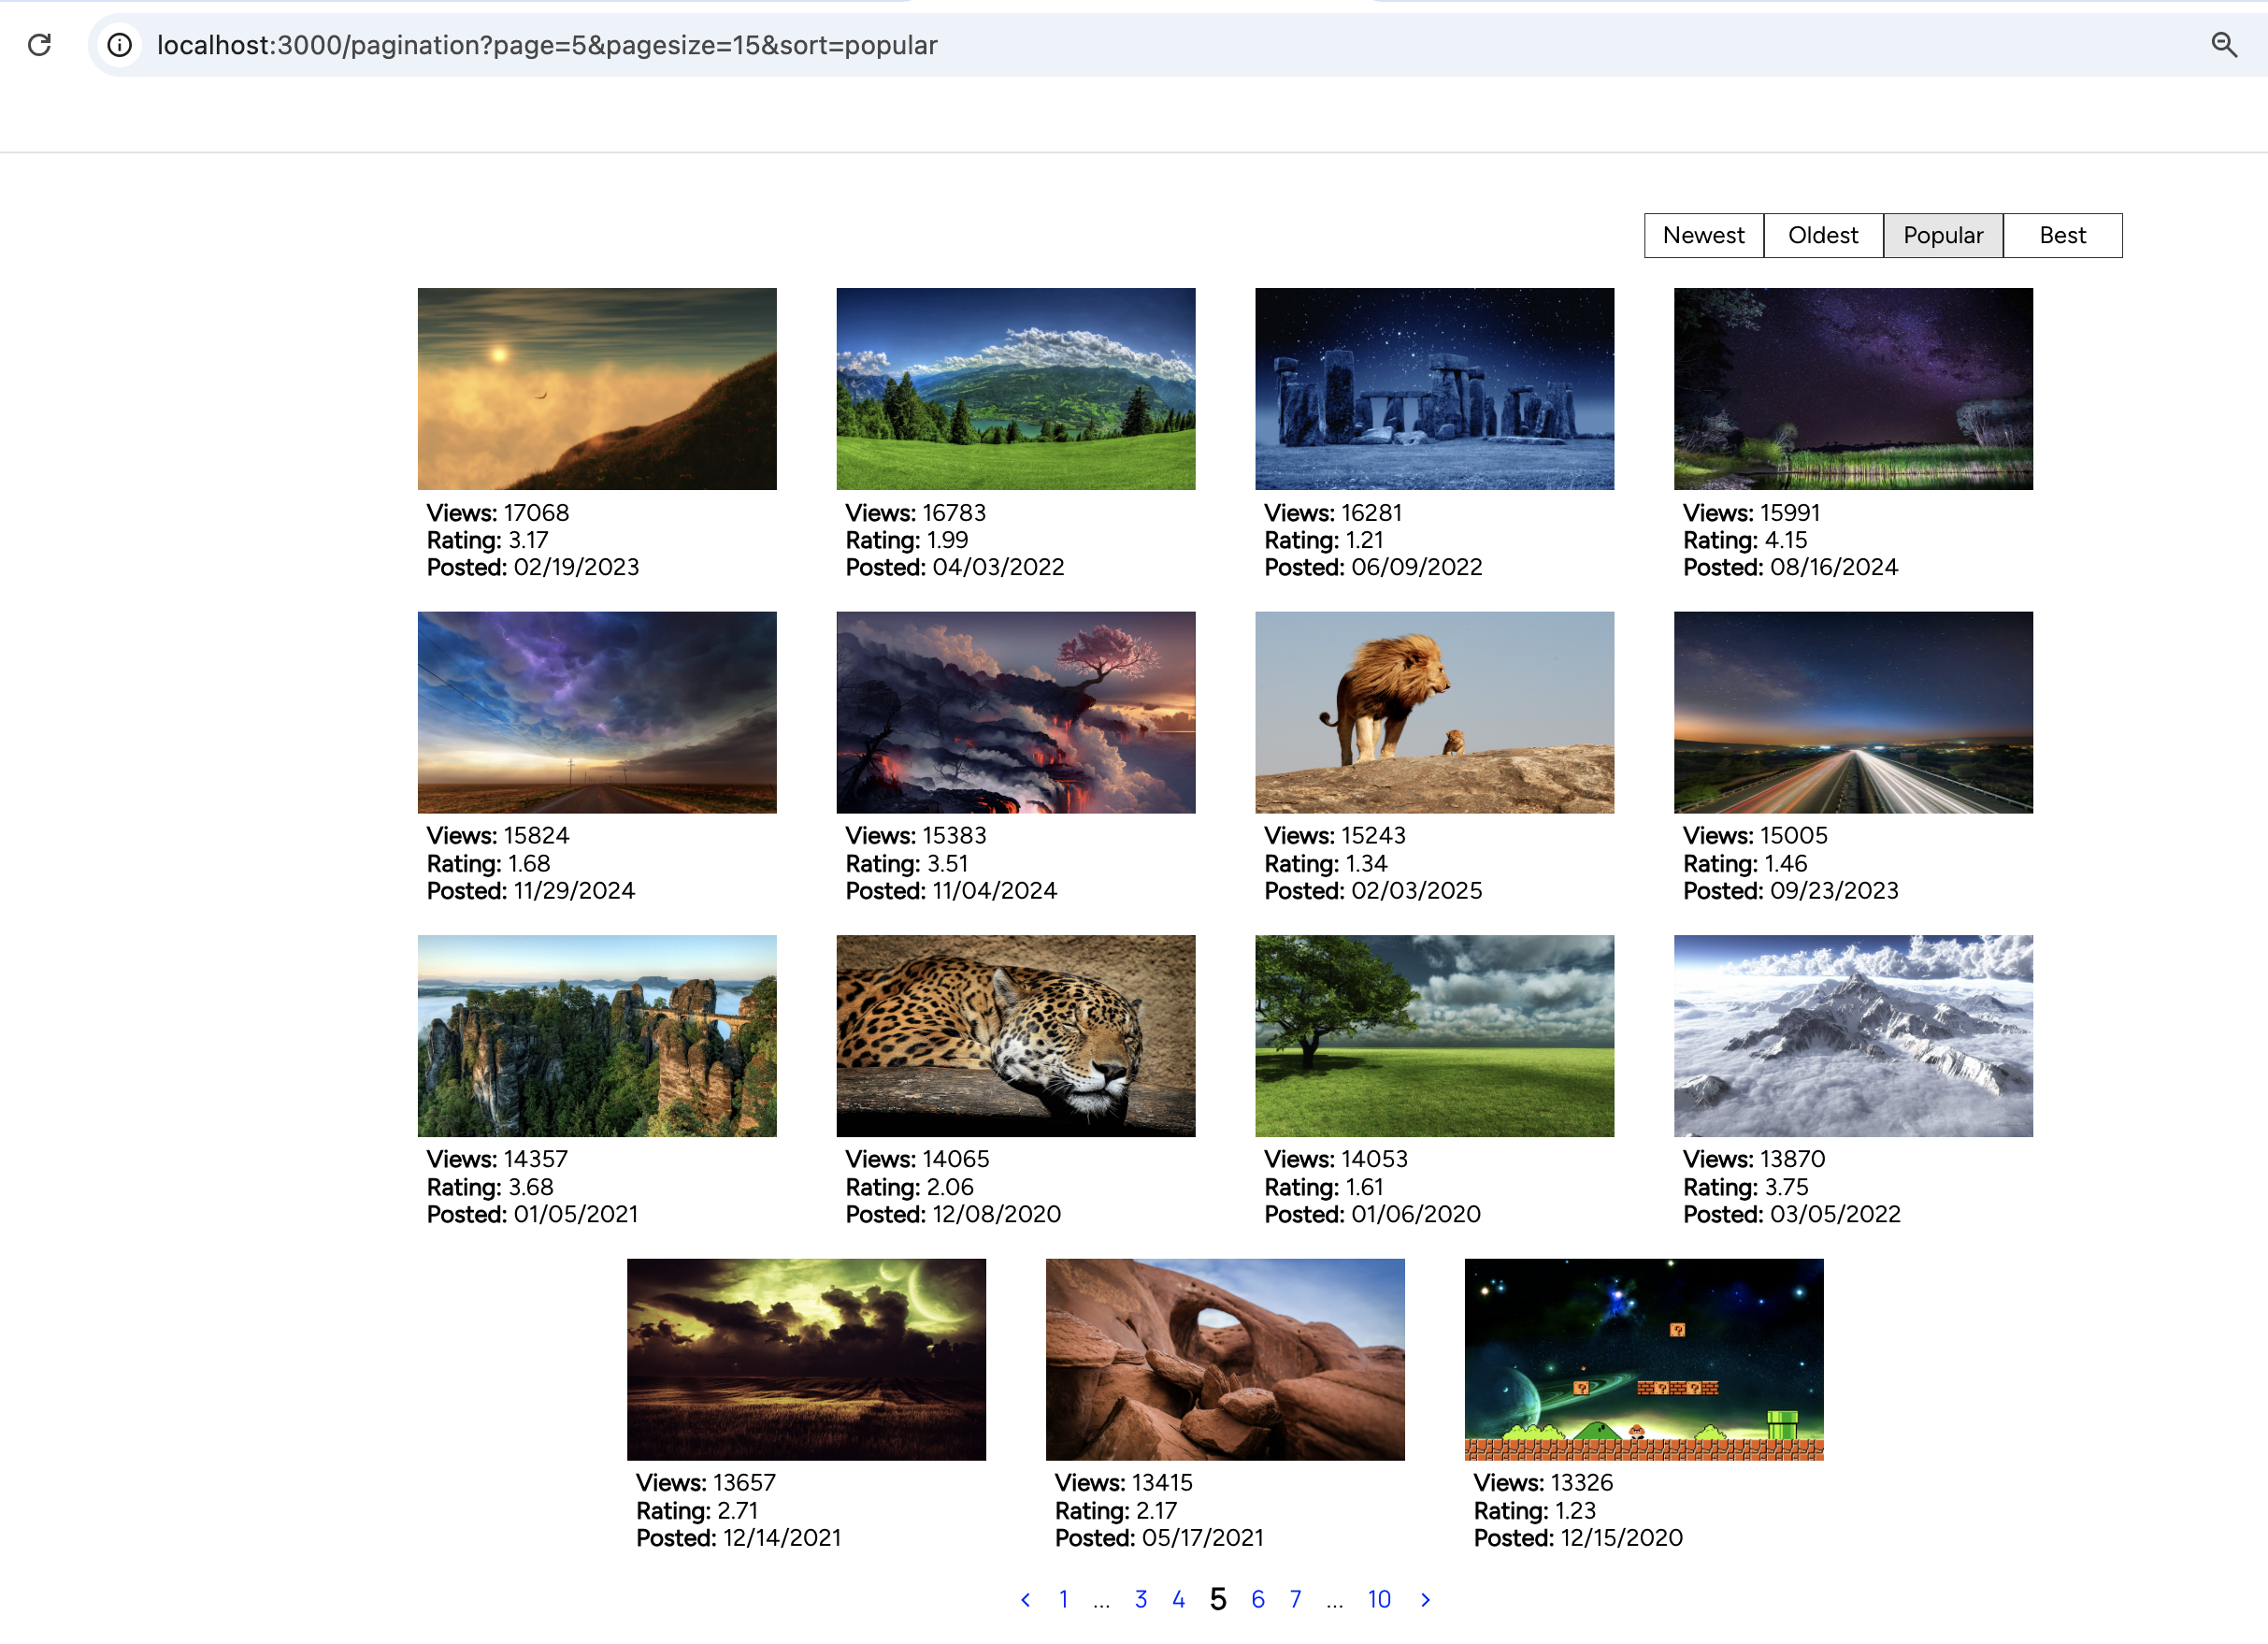 localhost:3000/pagination?page=5&pagesize=15&sort=popular
Newest Oldest Popular Best
Views: 17068
Rating: 3.17
Posted: 02/19/2023
Views: 16783
Rating: 1.99
Posted: 04/03/2022
Views: 16281
Rating: 1.21
Posted: 06/09/2022
Views: 15991
Rating: 4.15
Posted: 08/16/2024
Views: 15824
Rating: 1.68
Posted: 11/29/2024
Views: 15383
Rating: 3.51
Posted: 11/04/2024
Views: 15243
Rating: 1.34
Posted: 02/03/2025
Views: 15005
Rating: 1.46
Posted: 09/23/2023
Views: 14357
Rating: 3.68
Posted: 01/05/2021
Views: 14065
Rating: 2.06
Posted: 12/08/2020
Views: 14053
Rating: 1.61
Posted: 01/06/2020
Views: 13870
Rating: 3.75
Posted: 03/05/2022
Views: 13657
Rating: 2.71
Posted: 12/14/2021
Views: 13415
Rating: 2.17
Posted: 05/17/2021
Views: 13326
Rating: 1.23
Posted: 12/15/2020
‹ 1 ... 3 4 5 6 7 ... 10 ›